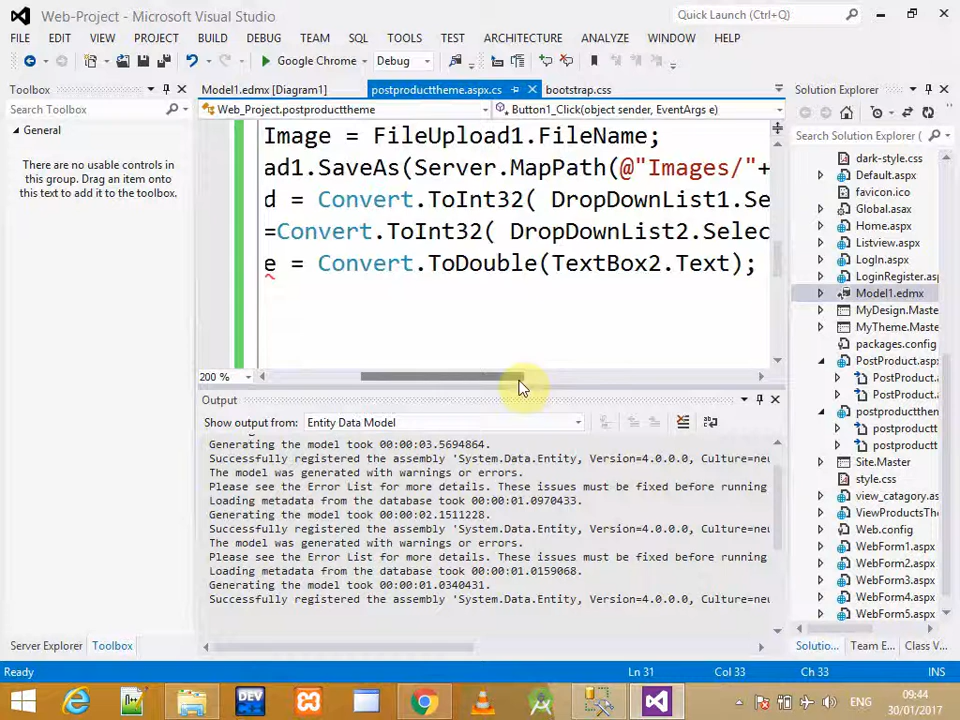 Web-Project - Microsoft Visual Studio
Quick Launch (Ctrl+Q)
FILE EDIT VIEW PROJECT BUILD DEBUG TEAM SQL TOOLS TEST ARCHITECTURE ANALYZE WINDOW HELP
Google Chrome Debug
Toolbox
Search Toolbox
General
There are no usable controls in
this group. Drag an item onto
this text to add it to the toolbox.
Server Explorer Toolbox
Model1.edmx [Diagram1] postproducttheme.aspx.cs bootstrap.css
Web_Project.postproducttheme Button1_Click(object sender, EventArgs e)
Image = FileUpload1.FileName;
ad1.SaveAs(Server.MapPath(@"Images/"+
d = Convert.ToInt32( DropDownList1.Se
=Convert.ToInt32( DropDownList2.Selec
e = Convert.ToDouble(TextBox2.Text);
200 %
Output
Show output from: Entity Data Model
Generating the model took 00:00:03.5694864.
Successfully registered the assembly 'System.Data.Entity, Version=4.0.0.0, Culture=neu
The model was generated with warnings or errors.
Please see the Error List for more details. These issues must be fixed before running
Loading metadata from the database took 00:00:01.0970433.
Generating the model took 00:00:02.1511228.
Successfully registered the assembly 'System.Data.Entity, Version=4.0.0.0, Culture=neu
The model was generated with warnings or errors.
Please see the Error List for more details. These issues must be fixed before running
Loading metadata from the database took 00:00:01.0159068.
Generating the model took 00:00:01.0340431.
Successfully registered the assembly 'System.Data.Entity, Version=4.0.0.0, Culture=neu
Solution Explorer
Search Solution Explorer (
dark-style.css
Default.aspx
favicon.ico
Global.asax
Home.aspx
Listview.aspx
LogIn.aspx
LoginRegister.asp
Model1.edmx
MyDesign.Maste
MyTheme.Maste
packages.config
PostProduct.asp
PostProduct.
PostProduct.
postproductthen
productt
productt
Site.Master
style.css
view_catagory.as
ViewProductsThe
Web.config
WebForm1.aspx
WebForm2.aspx
WebForm3.aspx
WebForm4.aspx
WebForm5.aspx
Solutio... Team E... Class V...
Ready Ln 31 Col 33 Ch 33 INS
DEV
ENG
09:44
30/01/2017